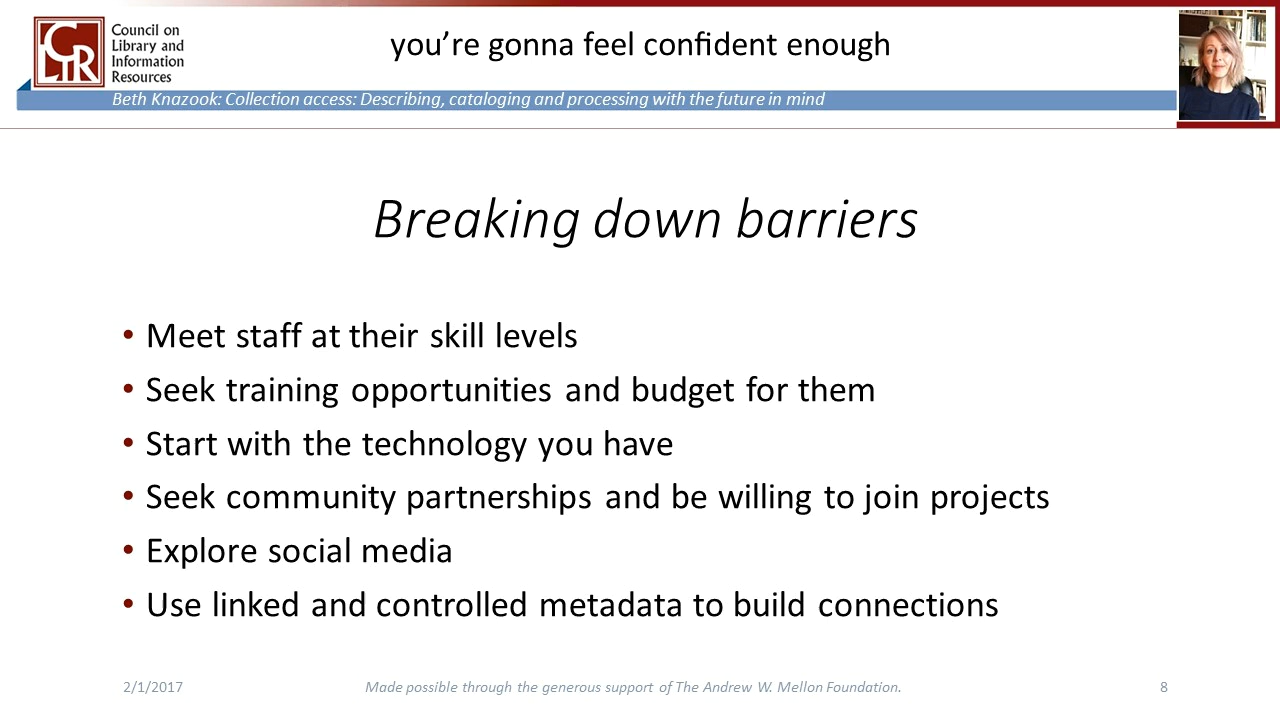 CLIR
Council on
Library and
Information
Resources
you’re gonna feel confident enough
Beth Knazook: Collection access: Describing, cataloging and processing with the future in mind
Breaking down barriers
• Meet staff at their skill levels
• Seek training opportunities and budget for them
• Start with the technology you have
• Seek community partnerships and be willing to join projects
• Explore social media
• Use linked and controlled metadata to build connections
2/1/2017
Made possible through the generous support of The Andrew W. Mellon Foundation.
8